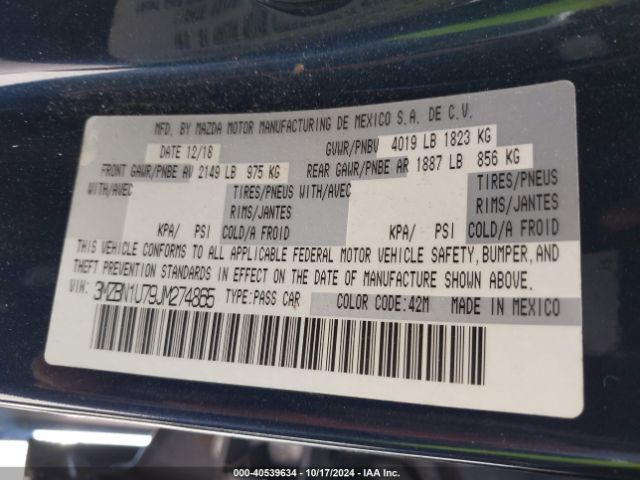 MFD. BY MAZDA MOTOR MANUFACTURING DE MEXICO S.A. DE C.V.
DATE 12/18 GVWR/PNBV 4019 LB 1823 KG
FRONT GAWR/PNBE AV 2149 LB 975 KG REAR GAWR/PNBE AR 1887 LB 856 KG
WITH/AVEC TIRES/PNEUS WITH/AVEC TIRES/PNEUS
RIMS/JANTES RIMS/JANTES
KPA/ PSI COLD/A FROID KPA/ PSI COLD/A FROID
THIS VEHICLE CONFORMS TO ALL APPLICABLE FEDERAL MOTOR VEHICLE SAFETY, BUMPER, AND
THEFT PREVENTION STANDARDS IN EFFECT ON THE DATE OF MANUFACTURE SHOWN ABOVE.
VIN: 3MZBN1U79JM274865 TYPE:PASS CAR COLOR CODE: 42M MADE IN MEXICO
000-40539634 | 10/17/2024 | IAA Inc.